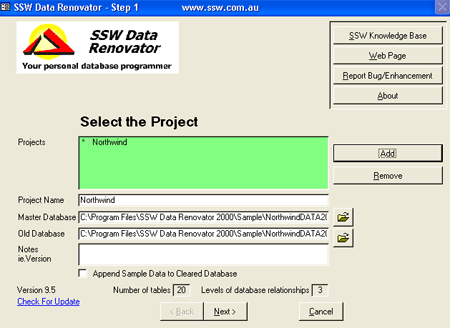 SSW Data Renovator - Step 1 www.ssw.com.au
SSW Data
Renovator
Your personal database programmer
SSW Knowledge Base
Web Page
Report Bug/Enhancement
About
Select the Project
Projects
* Northwind
Add
Remove
Project Name Northwind
Master Database C:\Program Files\SSW Data Renovator 2000\Sample\NorthwindDATA20
Old Database C:\Program Files\SSW Data Renovator 2000\Sample\NorthwindDATA20
Notes
ie.Version
Append Sample Data to Cleared Database
Version 9.5 Number of tables 20 Levels of database relationships 3
Check For Update
< Back Next > Cancel